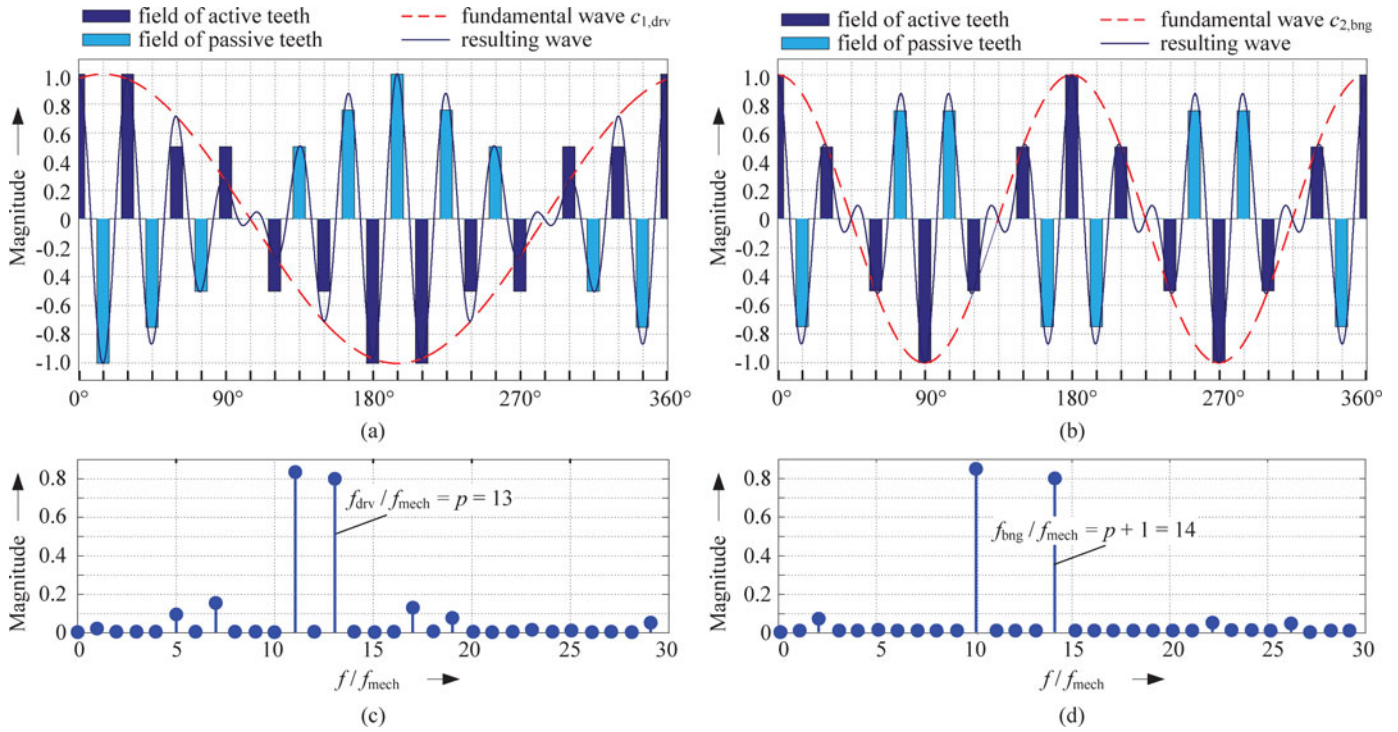 field of active teeth
fundamental wave c1,drv
field of passive teeth
resulting wave
Magnitude
1.0
0.8
0.6
0.4
0.2
0
-0.2
-0.4
-0.6
-0.8
-1.0
0° 90° 180° 270° 360°
(a)
field of active teeth
fundamental wave c2,bng
field of passive teeth
resulting wave
Magnitude
1.0
0.8
0.6
0.4
0.2
0
-0.2
-0.4
-0.6
-0.8
-1.0
0° 90° 180° 270° 360°
(b)
Magnitude
0.8
0.6
0.4
0.2
0
fdrv / fmech = p = 13
0 5 10 15 20 25 30
f / fmech
(c)
Magnitude
0.8
0.6
0.4
0.2
0
fbng / fmech = p + 1 = 14
0 5 10 15 20 25 30
f / fmech
(d)